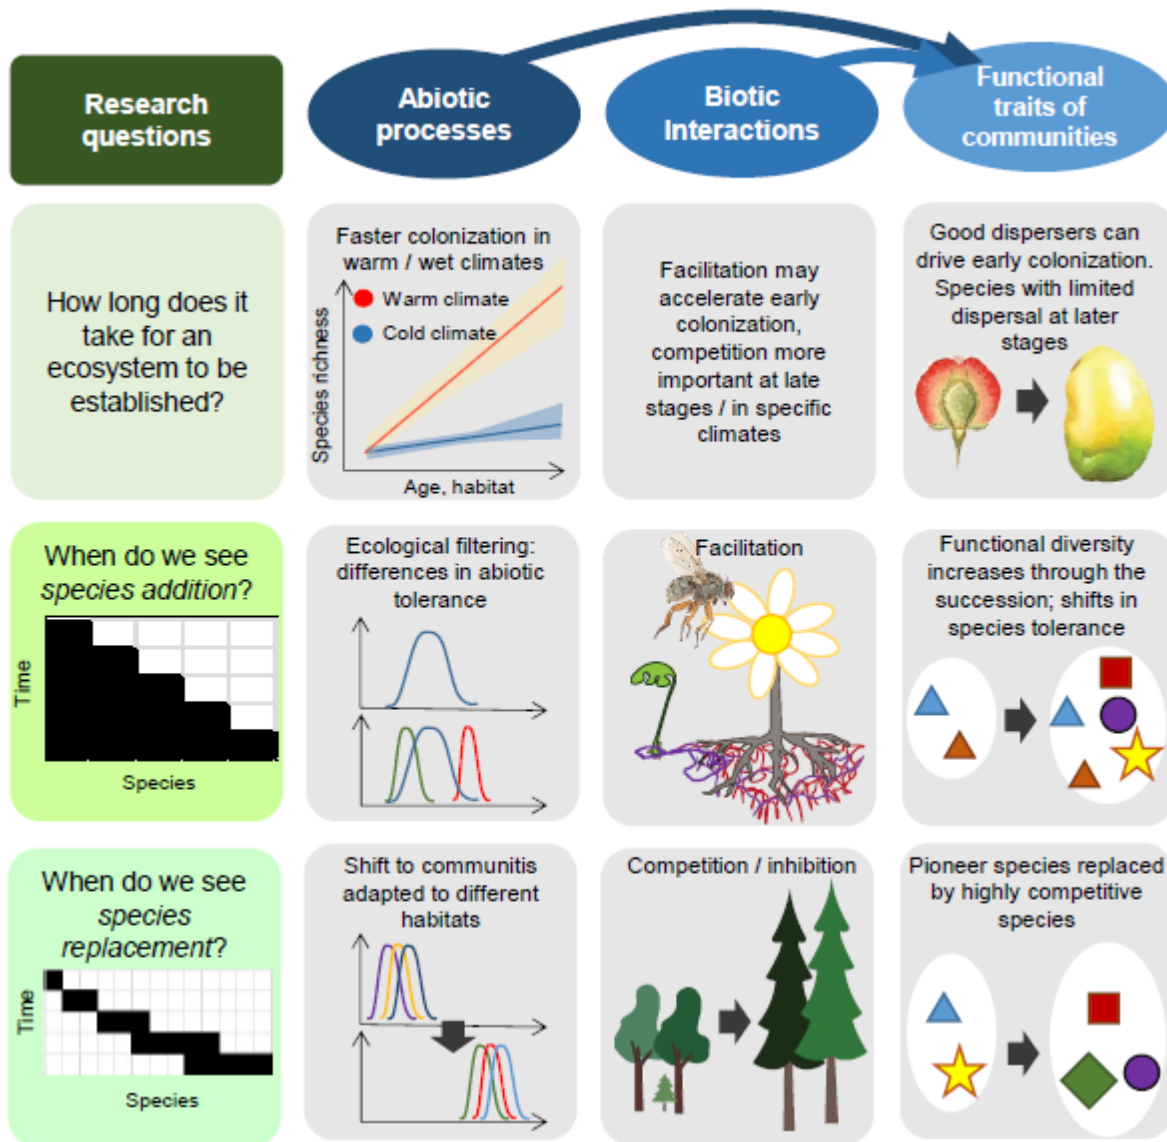 Research
questions
Abiotic
processes
Biotic
Interactions
Functional
traits of
communities
How long does it
take for an
ecosystem to be
established?
Faster colonization in
warm / wet climates
Warm climate
Cold climate
Species richness
Age, habitat
Facilitation may
accelerate early
colonization,
competition more
important at late
stages / in specific
climates
Good dispersers can
drive early colonization.
Species with limited
dispersal at later
stages
When do we see
species addition?
Time
Species
Ecological filtering:
differences in abiotic
tolerance
Facilitation
Functional diversity
increases through the
succession; shifts in
species tolerance
When do we see
species
replacement?
Time
Species
Shift to communitis
adapted to different
habitats
Competition / inhibition
Pioneer species replaced
by highly competitive
species